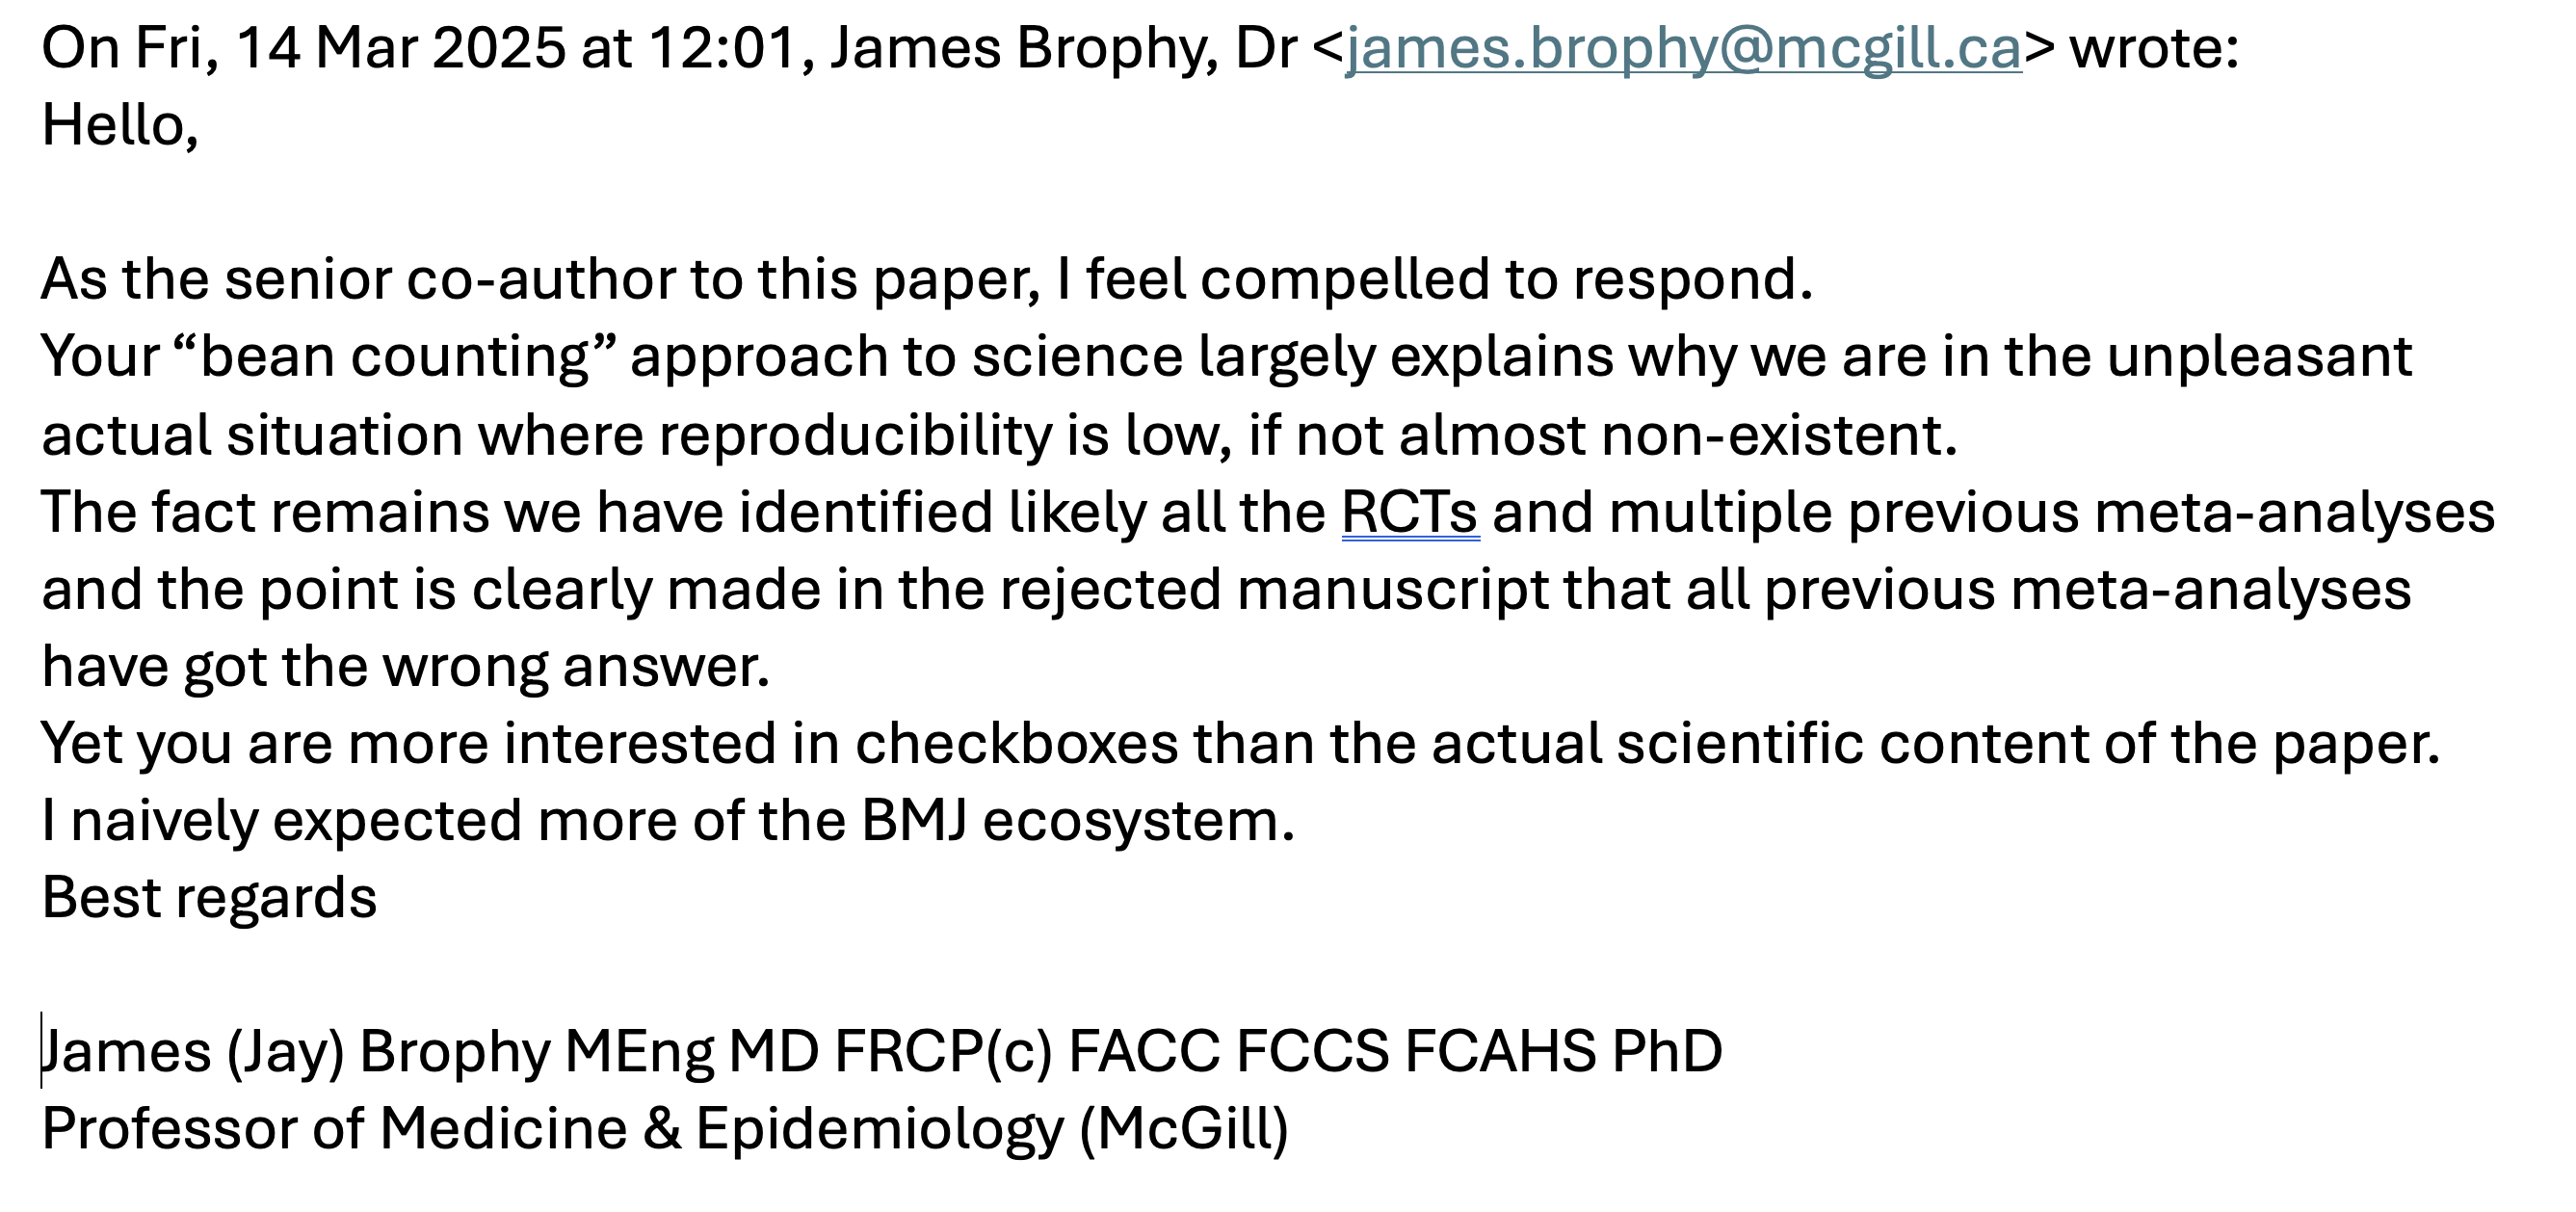 On Fri, 14 Mar 2025 at 12:01, James Brophy, Dr <james.brophy@mcgill.ca> wrote:
Hello,
As the senior co-author to this paper, I feel compelled to respond.
Your “bean counting” approach to science largely explains why we are in the unpleasant
actual situation where reproducibility is low, if not almost non-existent.
The fact remains we have identified likely all the RCTs and multiple previous meta-analyses
and the point is clearly made in the rejected manuscript that all previous meta-analyses
have got the wrong answer.
Yet you are more interested in checkboxes than the actual scientific content of the paper.
I naively expected more of the BMJ ecosystem.
Best regards
James (Jay) Brophy MEng MD FRCP(c) FACC FCCS FCAHS PhD
Professor of Medicine & Epidemiology (McGill)